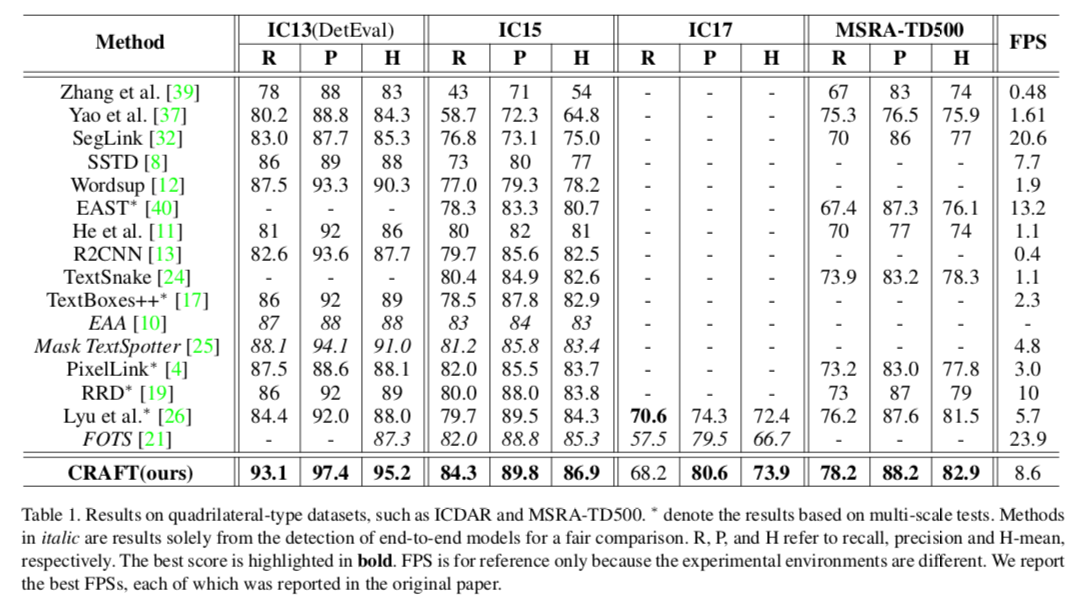 Method IC13(DetEval) IC15 IC17 MSRA-TD500 FPS
R P H R P H R P H R P H
Zhang et al. [39] 78 88 83 43 71 54 - - - 67 83 74 0.48
Yao et al. [37] 80.2 88.8 84.3 58.7 72.3 64.8 - - - 75.3 76.5 75.9 1.61
SegLink [32] 83.0 87.7 85.3 76.8 73.1 75.0 - - - 70 86 77 20.6
SSTD [8] 86 89 88 73 80 77 - - - - - - 7.7
Wordsup [12] 87.5 93.3 90.3 77.0 79.3 78.2 - - - - - - 1.9
EAST* [40] - - - 78.3 83.3 80.7 - - - 67.4 87.3 76.1 13.2
He et al. [11] 81 92 86 80 82 81 - - - 70 77 74 1.1
R2CNN [13] 82.6 93.6 87.7 79.7 85.6 82.5 - - - - - - 0.4
TextSnake [24] - - - 80.4 84.9 82.6 - - - 73.9 83.2 78.3 1.1
TextBoxes++* [17] 86 92 89 78.5 87.8 82.9 - - - - - - 2.3
EAA [10] 87 88 88 83 84 83 - - - - - - -
Mask TextSpotter [25] 88.1 94.1 91.0 81.2 85.8 83.4 - - - - - - 4.8
PixelLink* [4] 87.5 88.6 88.1 82.0 85.5 83.7 - - - 73.2 83.0 77.8 3.0
RRD* [19] 86 92 89 80.0 88.0 83.8 - - - 73 87 79 10
Lyu et al.* [26] 84.4 92.0 88.0 79.7 89.5 84.3 70.6 74.3 72.4 76.2 87.6 81.5 5.7
FOTS [21] - - 87.3 82.0 88.8 85.3 57.5 79.5 66.7 - - - 23.9
CRAFT(ours) 93.1 97.4 95.2 84.3 89.8 86.9 68.2 80.6 73.9 78.2 88.2 82.9 8.6
Table 1. Results on quadrilateral-type datasets, such as ICDAR and MSRA-TD500. * denote the results based on multi-scale tests. Methods
in italic are results solely from the detection of end-to-end models for a fair comparison. R, P, and H refer to recall, precision and H-mean,
respectively. The best score is highlighted in bold. FPS is for reference only because the experimental environments are different. We report
the best FPSs, each of which was reported in the original paper.